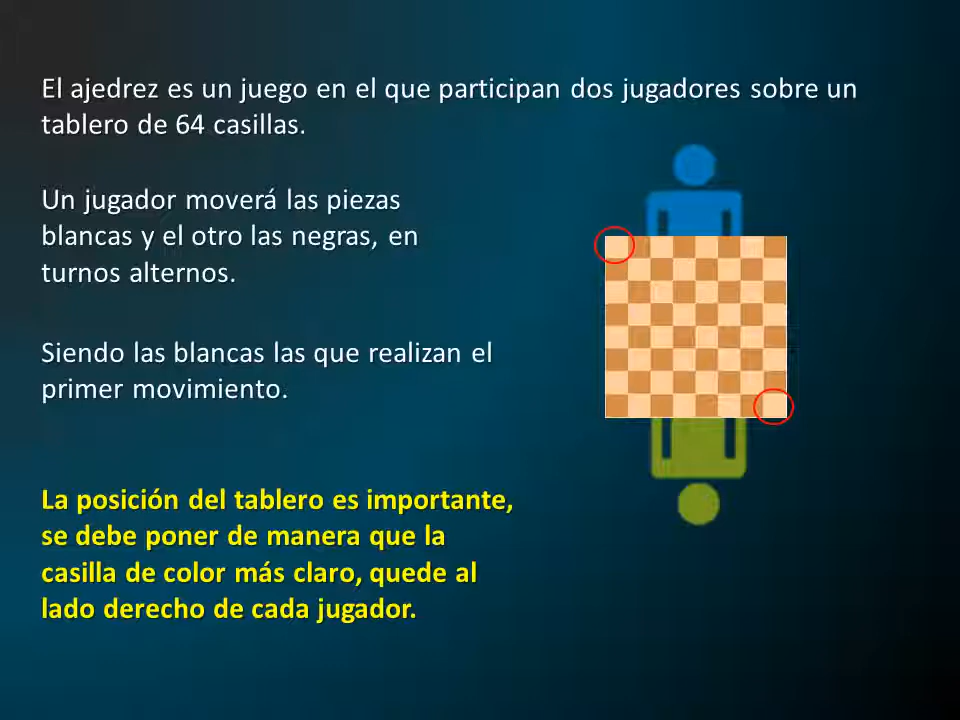 El ajedrez es un juego en el que participan dos jugadores sobre un
tablero de 64 casillas.
Un jugador moverá las piezas
blancas y el otro las negras, en
turnos alternos.
Siendo las blancas las que realizan el
primer movimiento.
La posición del tablero es importante,
se debe poner de manera que la
casilla de color más claro, quede al
lado derecho de cada jugador.